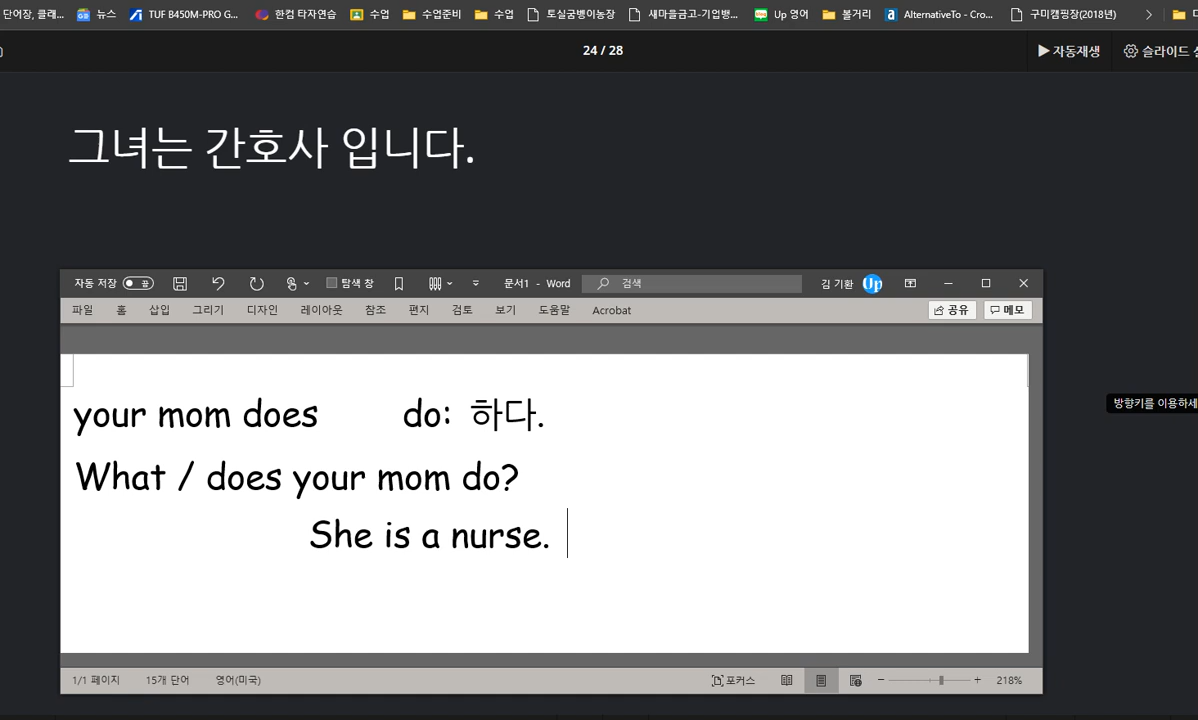 단어장, 클래... 뉴스 TUF B450M-PRO G... 한컴 타자연습 수업 수업준비 수업 토실굼벵이농장 새마을금고-기업뱅... Up 영어 볼거리 AlternativeTo - Cro... 구미캠핑장(2018년)
24 / 28 자동재생 슬라이드
그녀는 간호사 입니다.
자동 저장 끔 탐색 창 문서1 - Word 검색 김 기환 Up
파일 홈 삽입 그리기 디자인 레이아웃 참조 편지 검토 보기 도움말 Acrobat 공유 메모
your mom does do: 하다.
방향키를 이용하세
What / does your mom do?
She is a nurse.
1/1 페이지 15개 단어 영어(미국) 포커스 218%